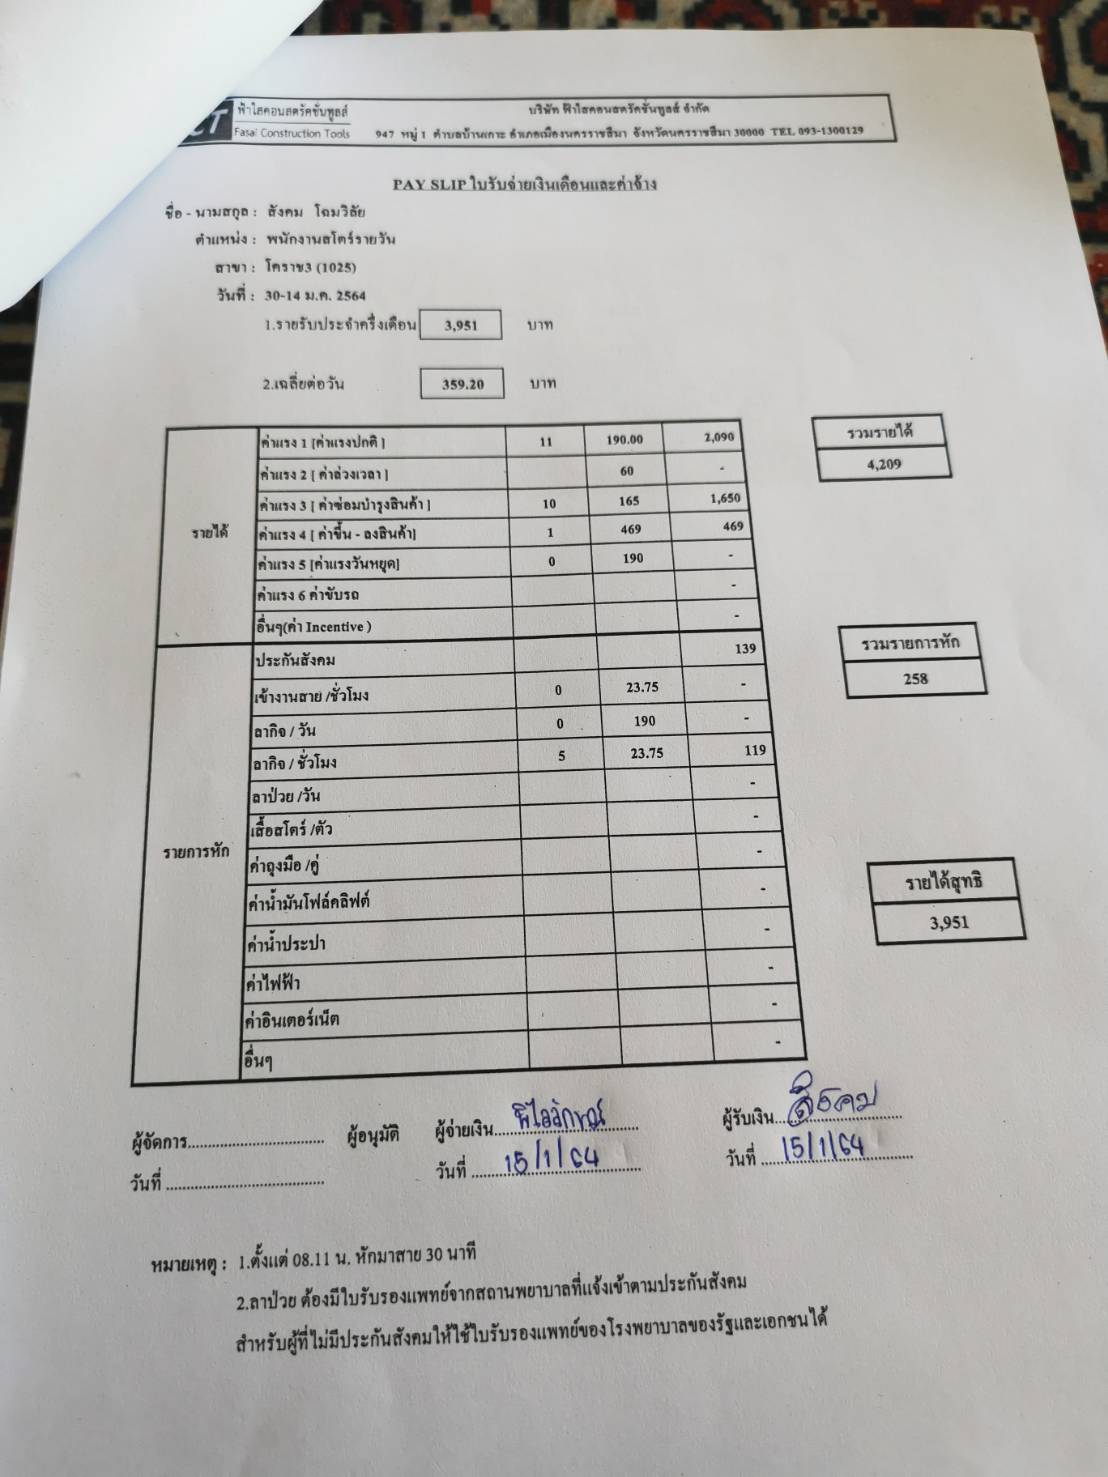 CT ฟ้าใสคอนสตรัคชั่นทูลส์
Fasai Construction Tools
บริษัท ฟ้าใสคอนสตรัคชั่นทูลส์ จำกัด
947 หมู่ 1 ตำบลบ้านเกาะ อำเภอเมืองนครราชสีมา จังหวัดนครราชสีมา 30000 TEL 093-1300129
PAY SLIP ใบรับจ่ายเงินเดือนและค่าจ้าง
ชื่อ - นามสกุล : สังคม โฉมวิลัย
ตำแหน่ง : พนักงานสโตร์รายวัน
สาขา : โคราช3 (1025)
วันที่ : 30-14 ม.ค. 2564
1.รายรับประจำครึ่งเดือน 3,951 บาท
2.เฉลี่ยต่อวัน 359.20 บาท
รายได้
ค่าแรง 1 [ค่าแรงปกติ ] 11 190.00 2,090
ค่าแรง 2 [ ค่าล่วงเวลา ] 60 -
ค่าแรง 3 [ ค่าซ่อมบำรุงสินค้า ] 10 165 1,650
ค่าแรง 4 [ ค่าขึ้น - ลงสินค้า] 1 469 469
ค่าแรง 5 [ค่าแรงวันหยุด] 0 190 -
ค่าแรง 6 ค่าขับรถ -
อื่นๆ(ค่า Incentive ) -
รวมรายได้
4,209
รายการหัก
ประกันสังคม 139
เข้างานสาย /ชั่วโมง 0 23.75 -
ลากิจ / วัน 0 190 -
ลากิจ / ชั่วโมง 5 23.75 119
ลาป่วย /วัน -
เสื้อสโตร์ /ตัว -
ค่าถุงมือ /คู่ -
ค่าน้ำมันโฟล์คลิฟต์ -
ค่าน้ำประปา -
ค่าไฟฟ้า -
ค่าอินเตอร์เน็ต -
อื่นๆ -
รวมรายการหัก
258
รายได้สุทธิ
3,951
ผู้จัดการ................................ ผู้อนุมัติ ผู้จ่ายเงิน พิไลลักษณ์ ผู้รับเงิน สังคม
วันที่ ................................ วันที่ 15/1/64 วันที่ 15/1/64
หมายเหตุ : 1.ตั้งแต่ 08.11 น. หักมาสาย 30 นาที
2.ลาป่วย ต้องมีใบรับรองแพทย์จากสถานพยาบาลที่แจ้งเข้าตามประกันสังคม
สำหรับผู้ที่ไม่มีประกันสังคมให้ใช้ใบรับรองแพทย์ของโรงพยาบาลของรัฐและเอกชนได้